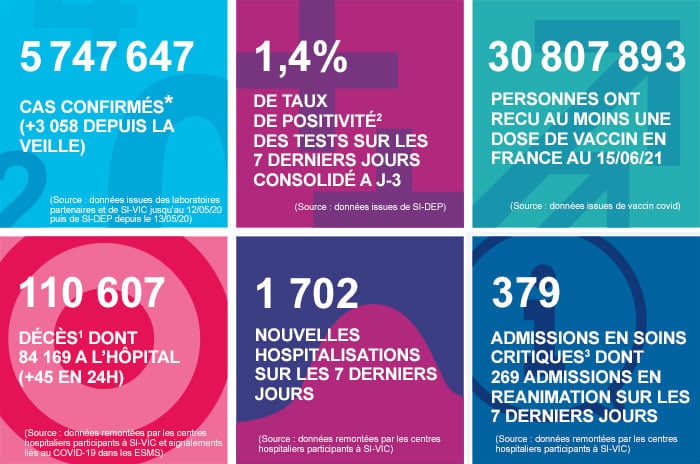 5 747 647
CAS CONFIRMÉS*
(+3 058 DEPUIS LA
VEILLE)
(Source : données issues des laboratoires
partenaires et de SI-VIC jusqu'au 12/05/20
puis de SI-DEP depuis le 13/05/20)
1,4%
DE TAUX
DE POSITIVITÉ²
DES TESTS SUR LES
7 DERNIERS JOURS
CONSOLIDÉ A J-3
(Source : données issues de SI-DEP)
30 807 893
PERSONNES ONT
RECU AU MOINS UNE
DOSE DE VACCIN EN
FRANCE AU 15/06/21
(Source : données issues de vaccin covid)
110 607
DÉCÈS¹ DONT
84 169 A L'HÔPITAL
(+45 EN 24H)
(Source : données remontées par les centres
hospitaliers participants à SI-VIC et signalements
liés au COVID-19 dans les ESMS)
1 702
NOUVELLES
HOSPITALISATIONS
SUR LES 7 DERNIERS
JOURS
(Source : données remontées par les centres
hospitaliers participants à SI-VIC)
379
ADMISSIONS EN SOINS
CRITIQUES³ DONT
269 ADMISSIONS EN
REANIMATION SUR LES
7 DERNIERS JOURS
(Source : données remontées par les centres
hospitaliers participants à SI-VIC)